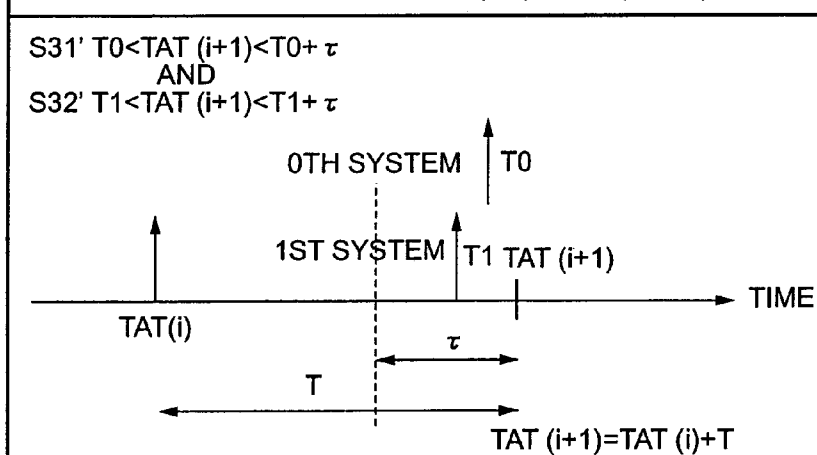 S31' T0<TAT (i+1)<T0+ τ
AND
S32' T1<TAT (i+1)<T1+ τ
0TH SYSTEM T0
1ST SYSTEM T1 TAT (i+1)
TIME
TAT(i)
τ
T
TAT (i+1)=TAT (i)+T